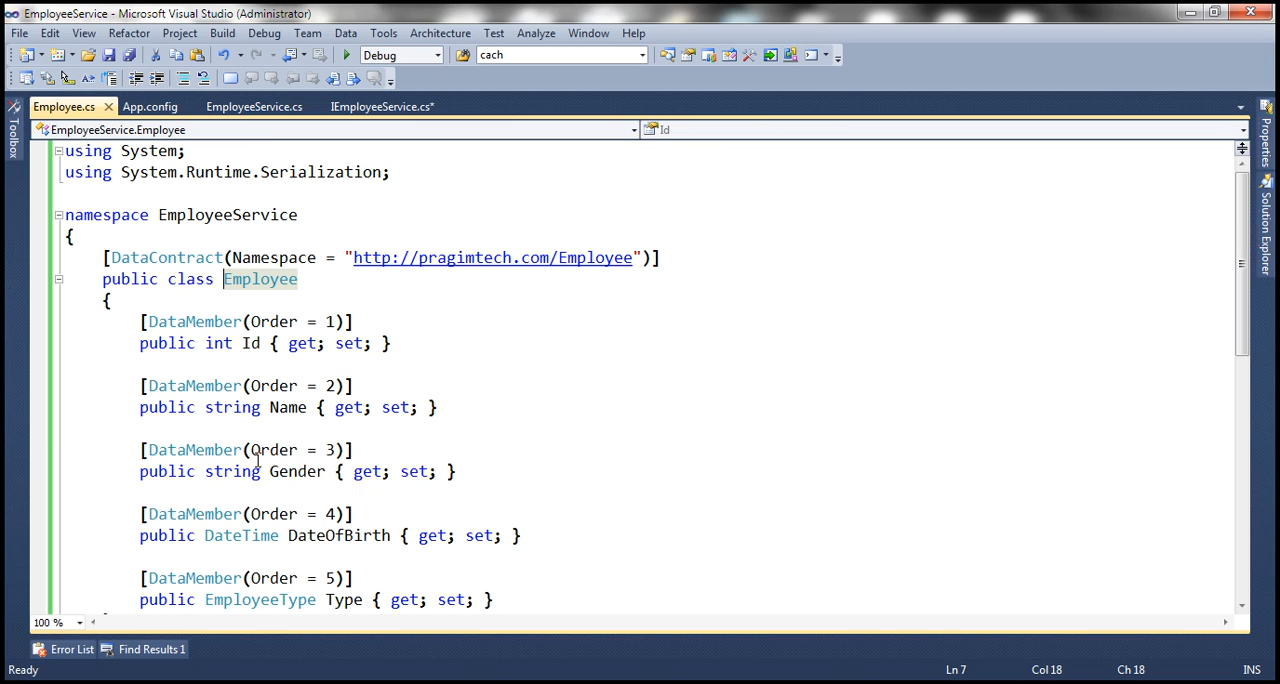 EmployeeService - Microsoft Visual Studio (Administrator)
File Edit View Refactor Project Build Debug Team Data Tools Architecture Test Analyze Window Help
Debug cach
Employee.cs App.config EmployeeService.cs IEmployeeService.cs*
EmployeeService.Employee Id
Toolbox
Properties
Solution Explorer
using System;
using System.Runtime.Serialization;
namespace EmployeeService
{
[DataContract(Namespace = "http://pragimtech.com/Employee")]
public class Employee
{
[DataMember(Order = 1)]
public int Id { get; set; }
[DataMember(Order = 2)]
public string Name { get; set; }
[DataMember(Order = 3)]
public string Gender { get; set; }
[DataMember(Order = 4)]
public DateTime DateOfBirth { get; set; }
[DataMember(Order = 5)]
public EmployeeType Type { get; set; }
100 %
Error List Find Results 1
Ready Ln 7 Col 18 Ch 18 INS